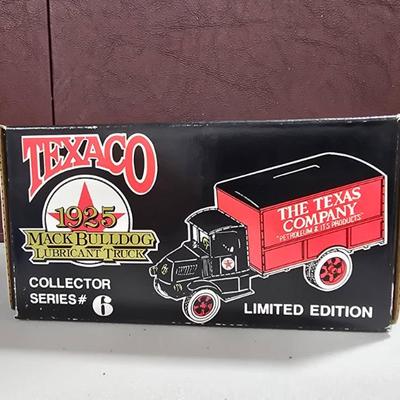 TEXACO
1925
MACK BULLDOG
LUBRICANT TRUCK
COLLECTOR
SERIES# 6
THE TEXAS
COMPANY
"PETROLEUM & ITS PRODUCTS"
LIMITED EDITION